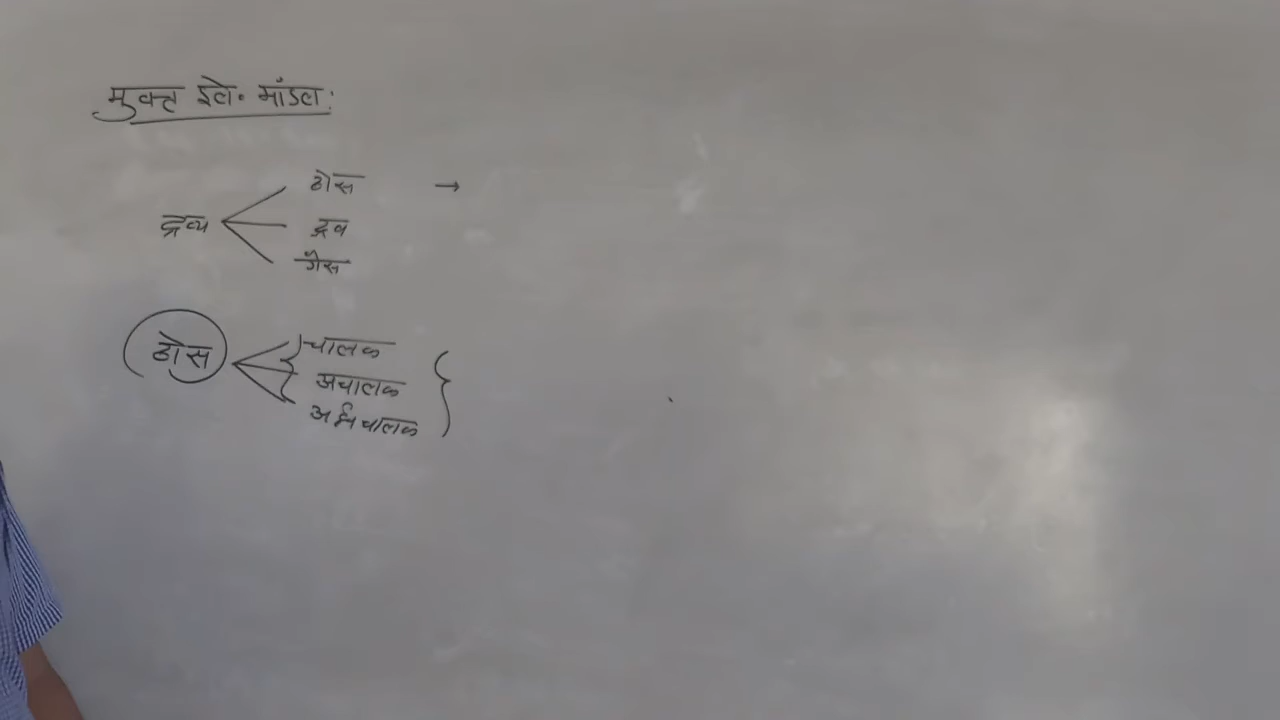 मुक्त इले. मॉडल :
ठोस →
द्रव्य द्रव
गैस
ठोस चालक
अचालक
अर्धचालक